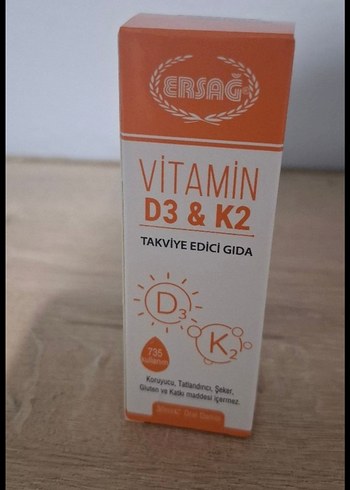 ERSAĞ
VİTAMİN
D3 & K2
TAKVİYE EDİCİ GIDA
D3
K2
735
Koruyucu, Tatlandırıcı, Şeker,
Gluten ve Katkı maddesi içermez.